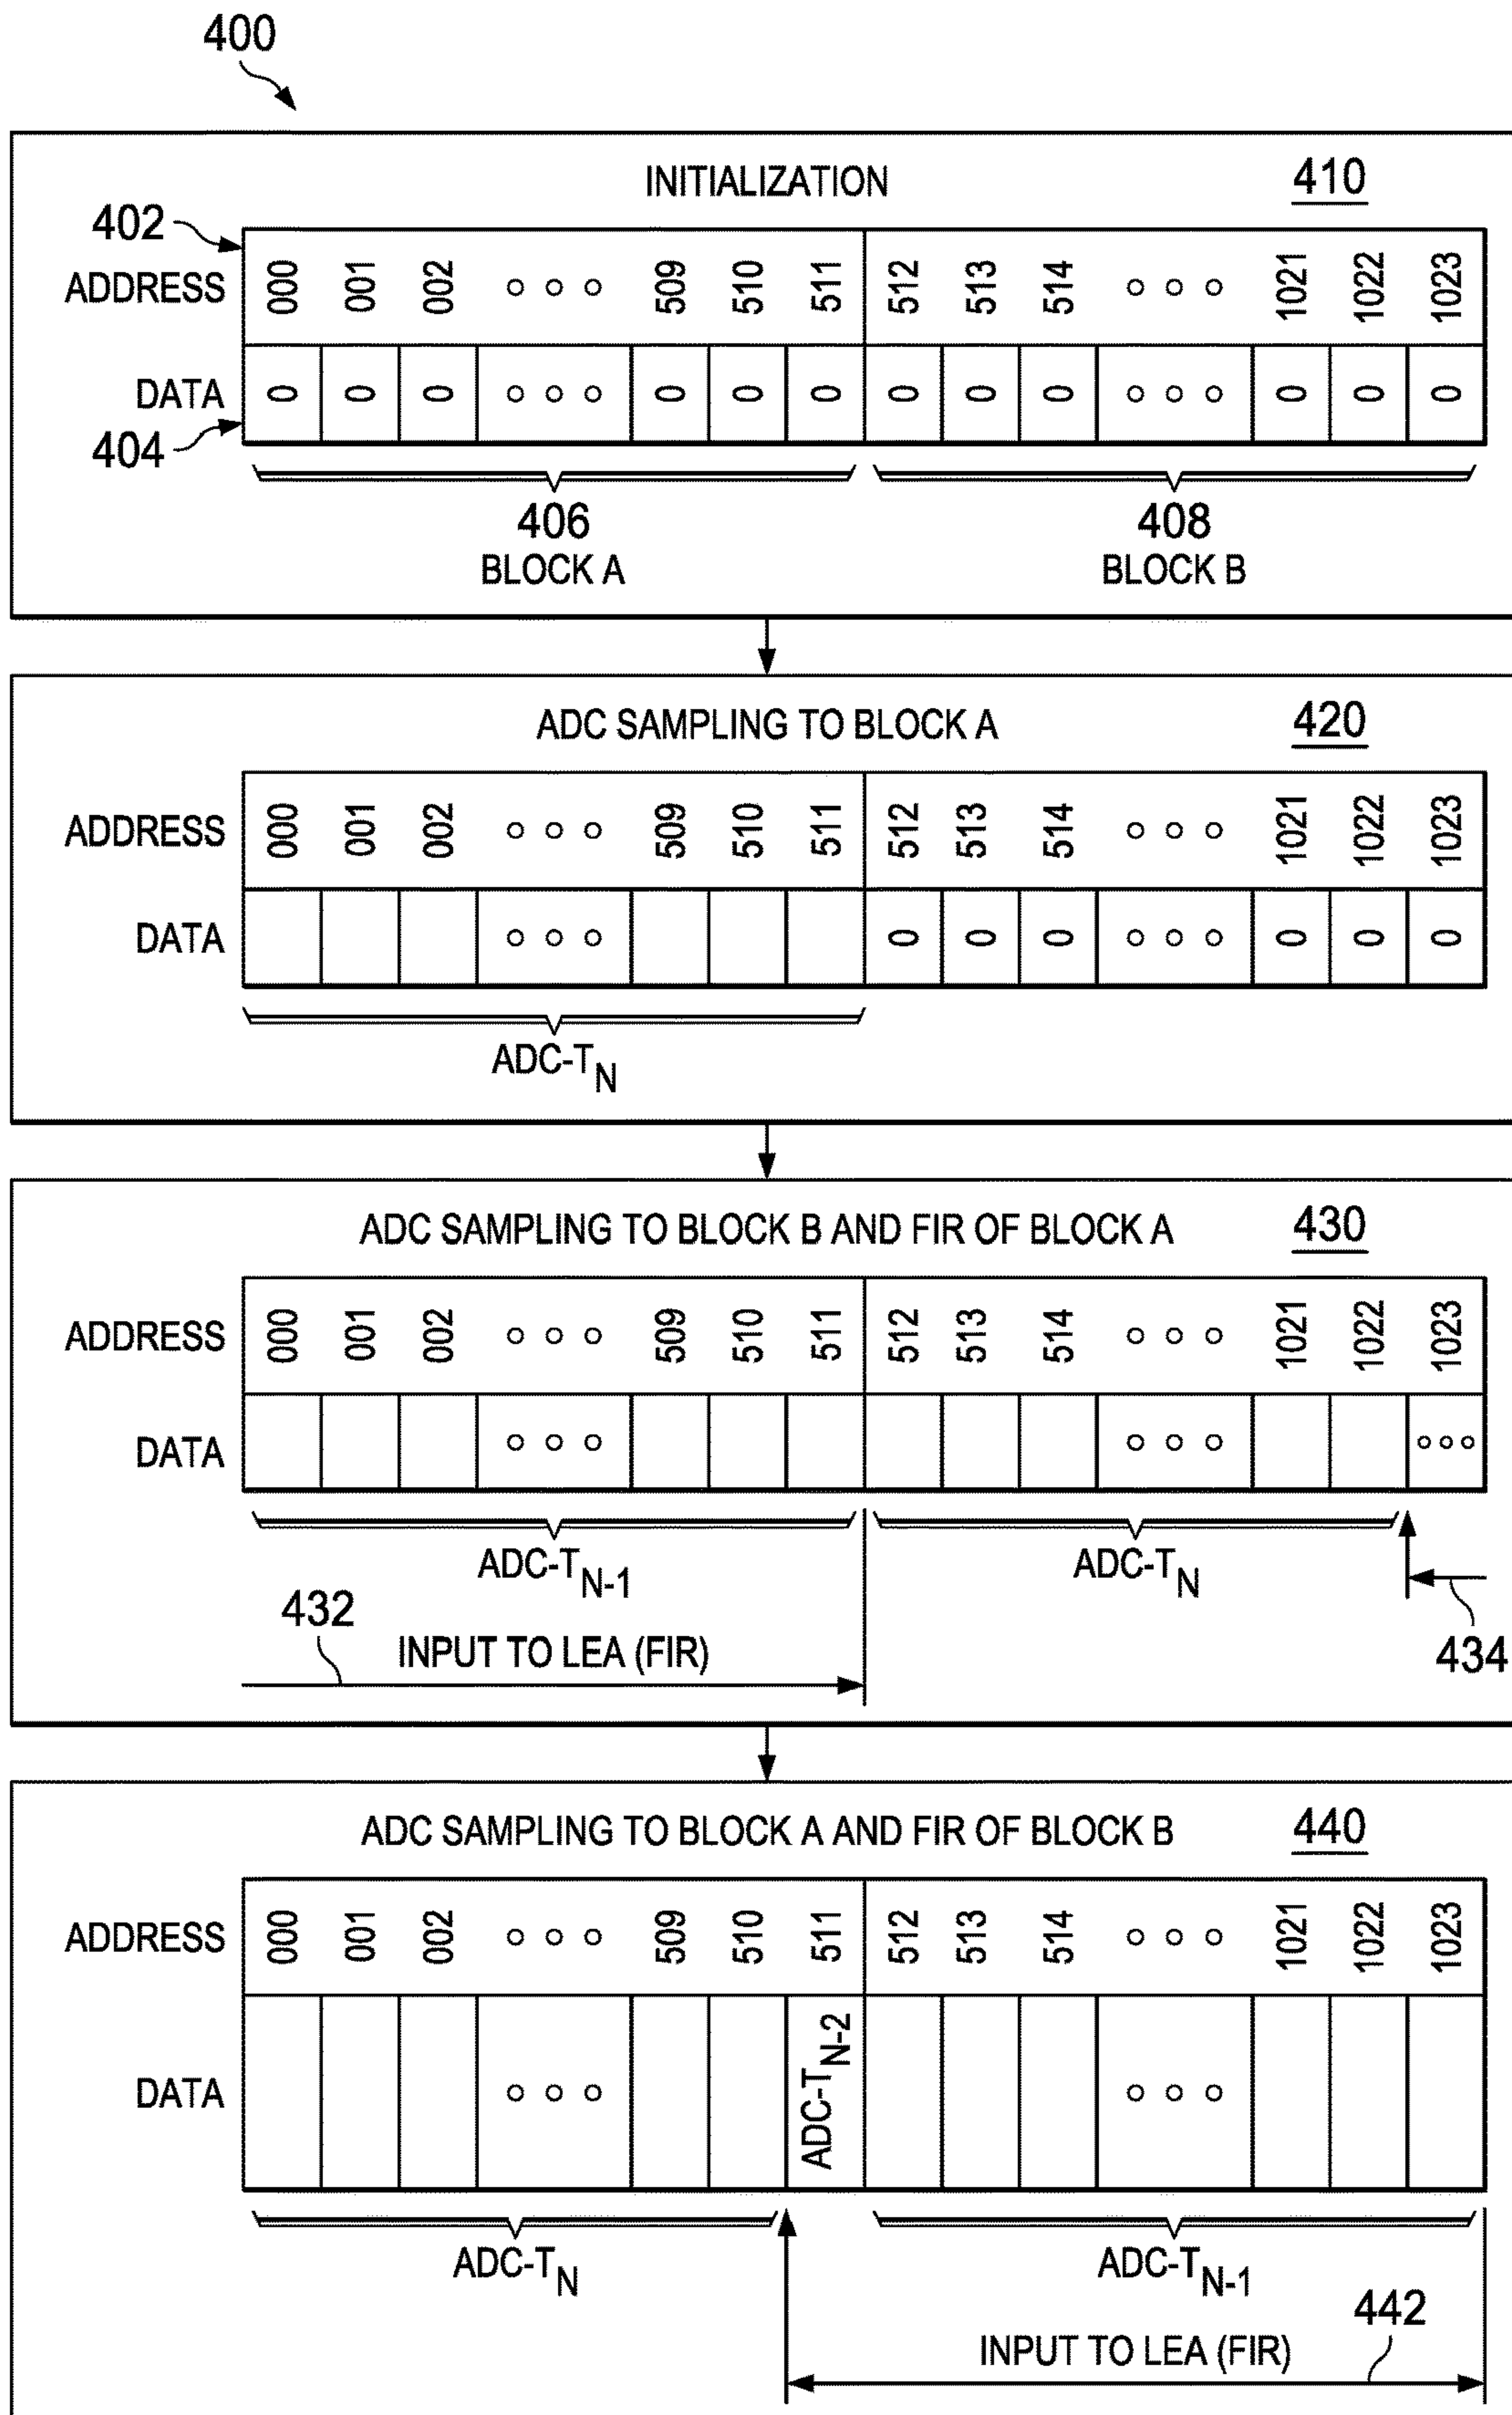 400
INITIALIZATION 410
402
ADDRESS 000 001 002 ○ ○ ○ 509 510 511 512 513 514 ○ ○ ○ 1021 1022 1023
DATA 0 0 0 ○ ○ ○ 0 0 0 0 0 0 ○ ○ ○ 0 0 0
404
406 408
BLOCK A BLOCK B
ADC SAMPLING TO BLOCK A 420
ADDRESS 000 001 002 ○ ○ ○ 509 510 511 512 513 514 ○ ○ ○ 1021 1022 1023
DATA ○ ○ ○ 0 0 0 ○ ○ ○ 0 0 0
ADC-TN
ADC SAMPLING TO BLOCK B AND FIR OF BLOCK A 430
ADDRESS 000 001 002 ○ ○ ○ 509 510 511 512 513 514 ○ ○ ○ 1021 1022 1023
DATA ○ ○ ○ ○ ○ ○ ○ ○ ○
ADC-TN-1 ADC-TN
432
INPUT TO LEA (FIR) 434
ADC SAMPLING TO BLOCK A AND FIR OF BLOCK B 440
ADDRESS 000 001 002 ○ ○ ○ 509 510 511 512 513 514 ○ ○ ○ 1021 1022 1023
DATA ○ ○ ○ ADC-TN-2 ○ ○ ○
ADC-TN ADC-TN-1
442
INPUT TO LEA (FIR)